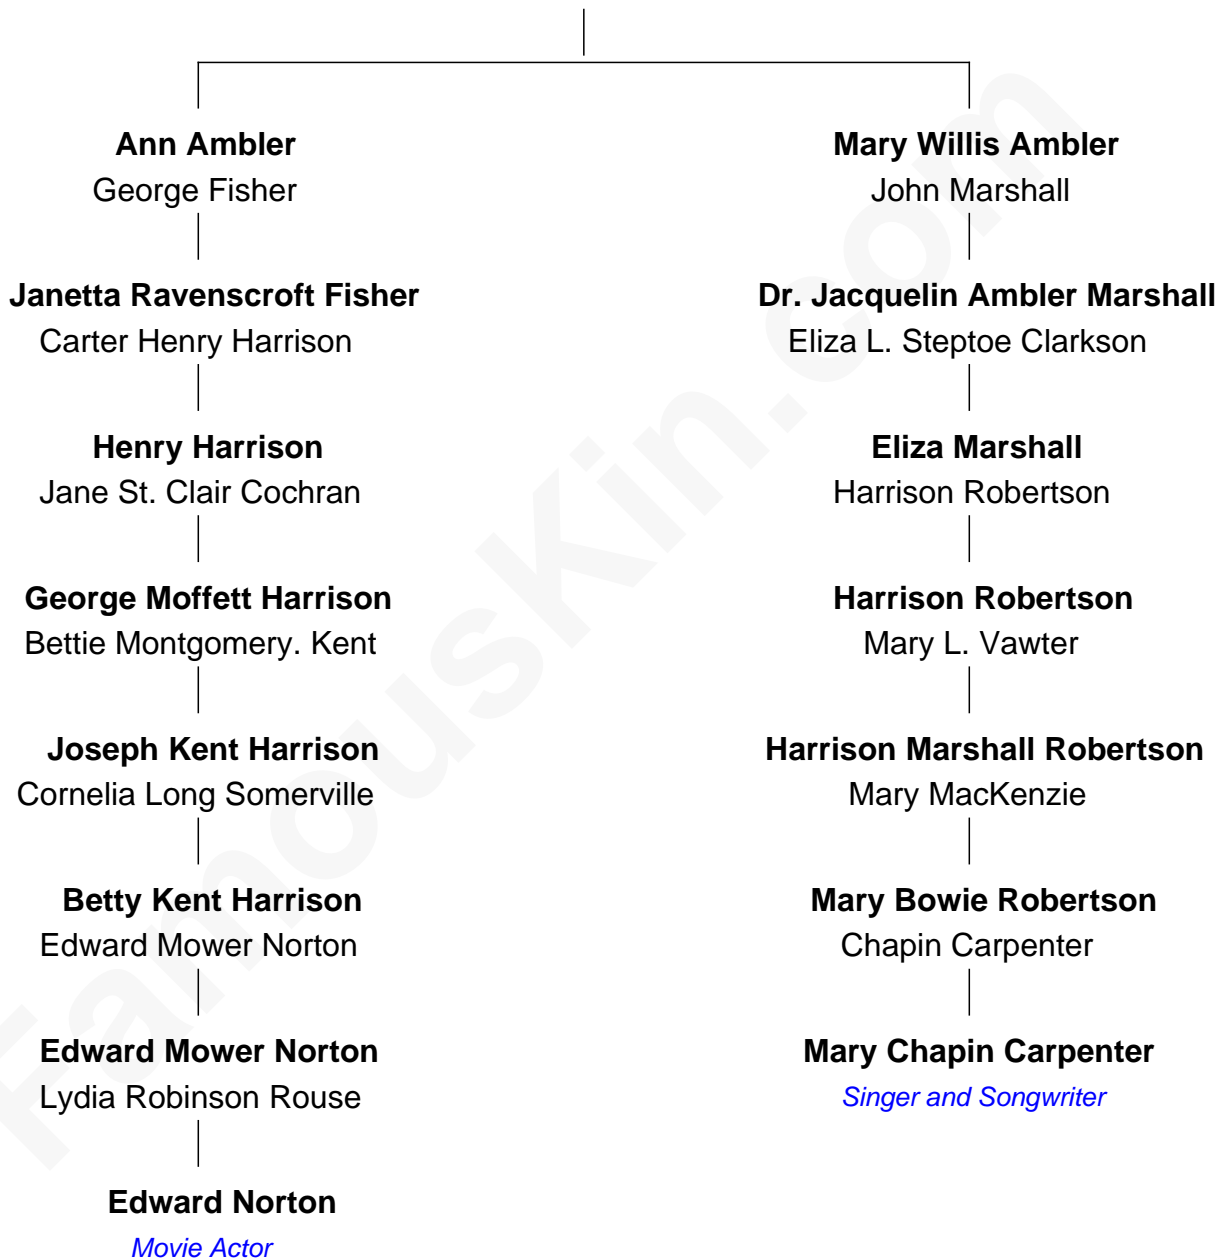 Ann Ambler
George Fisher
Janetta Ravenscroft Fisher
Carter Henry Harrison
Henry Harrison
Jane St. Clair Cochran
George Moffett Harrison
Bettie Montgomery. Kent
Joseph Kent Harrison
Cornelia Long Somerville
Betty Kent Harrison
Edward Mower Norton
Edward Mower Norton
Lydia Robinson Rouse
Edward Norton
Movie Actor
Mary Willis Ambler
John Marshall
Dr. Jacquelin Ambler Marshall
Eliza L. Steptoe Clarkson
Eliza Marshall
Harrison Robertson
Harrison Robertson
Mary L. Vawter
Harrison Marshall Robertson
Mary MacKenzie
Mary Bowie Robertson
Chapin Carpenter
Mary Chapin Carpenter
Singer and Songwriter
FamousKin.com